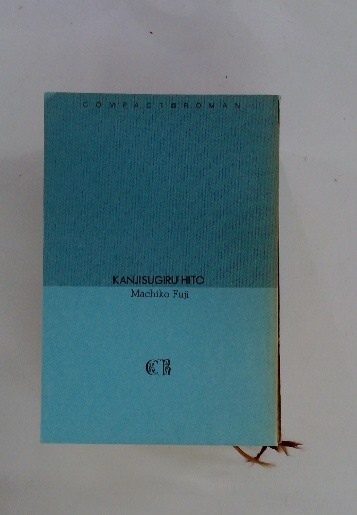 COMPACT ROMAN
KANJISUGIRU HITO
Machiko Fuji
CR